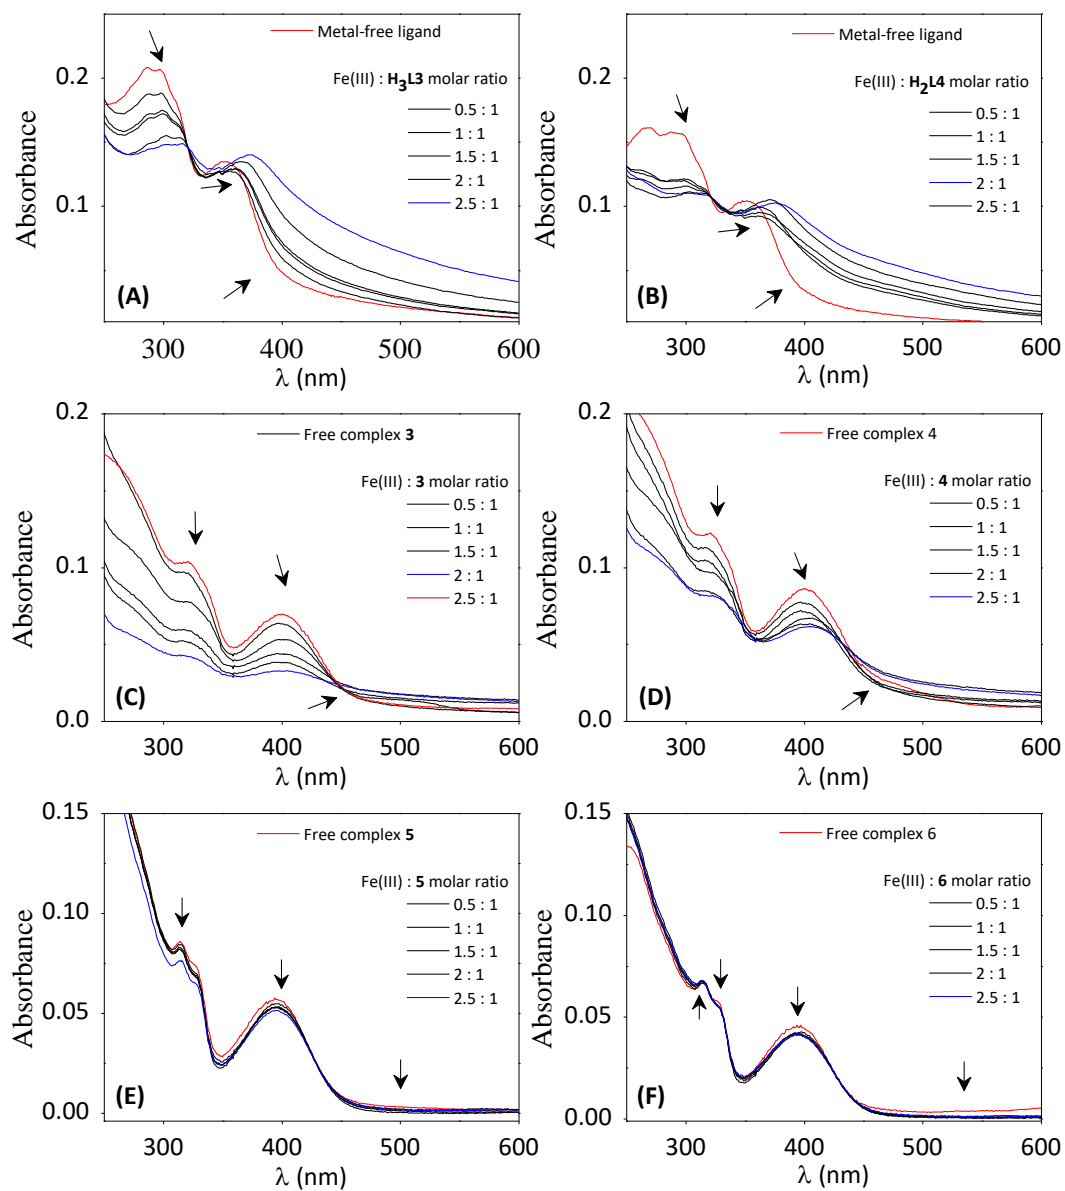 Metal-free ligand
Fe(III) : H3L3 molar ratio
0.5 : 1
1 : 1
1.5 : 1
2 : 1
2.5 : 1
0.2
0.1
Absorbance
(A)
300 400 500 600
λ (nm)
Metal-free ligand
Fe(III) : H2L4 molar ratio
0.5 : 1
1 : 1
1.5 : 1
2 : 1
2.5 : 1
0.2
0.1
Absorbance
(B)
300 400 500 600
λ (nm)
0.2
Free complex 3
Fe(III) : 3 molar ratio
0.5 : 1
1 : 1
1.5 : 1
2 : 1
2.5 : 1
0.1
0.0
Absorbance
(C)
300 400 500 600
λ (nm)
0.2
Free complex 4
Fe(III) : 4 molar ratio
0.5 : 1
1 : 1
1.5 : 1
2 : 1
2.5 : 1
0.1
0.0
Absorbance
(D)
300 400 500 600
λ (nm)
0.15
Free complex 5
Fe(III) : 5 molar ratio
0.5 : 1
1 : 1
1.5 : 1
2 : 1
2.5 : 1
0.10
0.05
0.00
Absorbance
(E)
300 400 500 600
λ (nm)
0.15
Free complex 6
Fe(III) : 6 molar ratio
0.5 : 1
1 : 1
1.5 : 1
2 : 1
2.5 : 1
0.10
0.05
0.00
Absorbance
(F)
300 400 500 600
λ (nm)